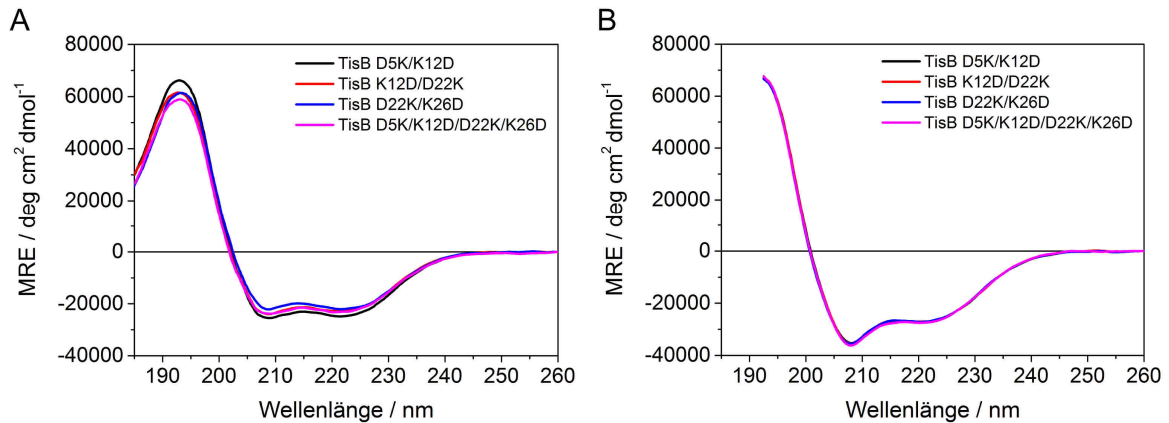 A
MRE / deg cm² dmol⁻¹
80000
60000
40000
20000
0
-20000
-40000
TisB D5K/K12D
TisB K12D/D22K
TisB D22K/K26D
TisB D5K/K12D/D22K/K26D
190 200 210 220 230 240 250 260
Wellenlänge / nm
B
MRE / deg cm² dmol⁻¹
80000
60000
40000
20000
0
-20000
-40000
TisB D5K/K12D
TisB K12D/D22K
TisB D22K/K26D
TisB D5K/K12D/D22K/K26D
190 200 210 220 230 240 250 260
Wellenlänge / nm